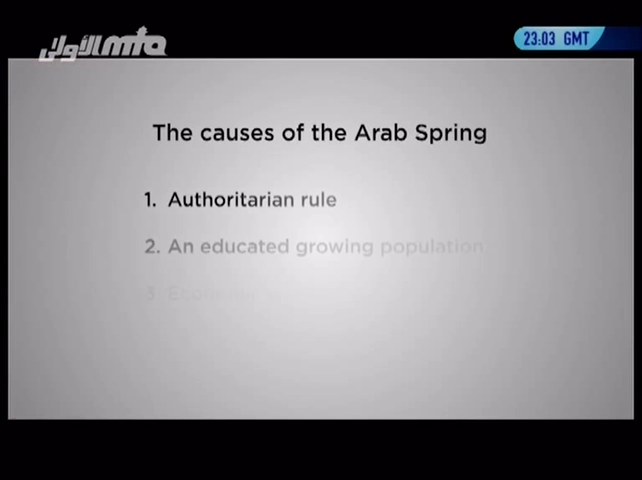 الأولى mta
23:03 GMT
The causes of the Arab Spring
1. Authoritarian rule
2. An educated growing population
3.